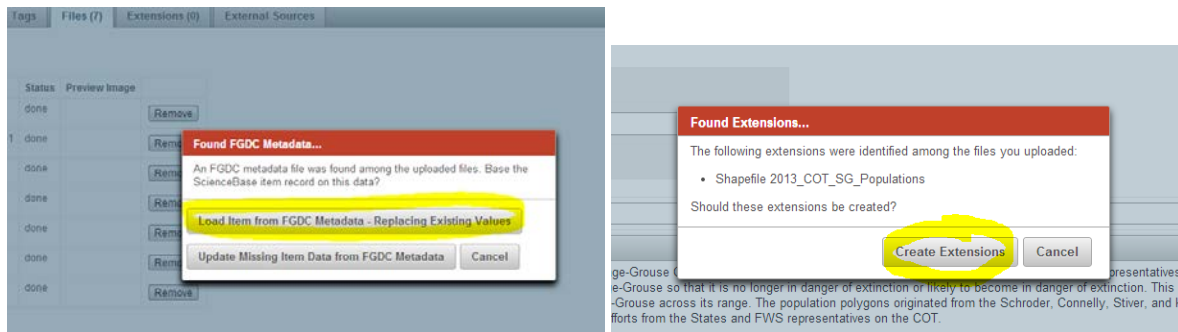 Tags Files (7) Extensions (0) External Sources
Status Preview Image
done Remove
1 done
done
done
done
done
done Remove
Found FGDC Metadata...
An FGDC metadata file was found among the uploaded files. Base the
ScienceBase item record on this data?
Load Item from FGDC Metadata - Replacing Existing Values
Update Missing Item Data from FGDC Metadata Cancel
Found Extensions...
The following extensions were identified among the files you uploaded:
• Shapefile 2013_COT_SG_Populations
Should these extensions be created?
Create Extensions Cancel
ge-Grouse presentatives
e-Grouse so that it is no longer in danger of extinction or likely to become in danger of extinction. This
-Grouse across its range. The population polygons originated from the Schroder, Connelly, Stiver, and
fforts from the States and FWS representatives on the COT.